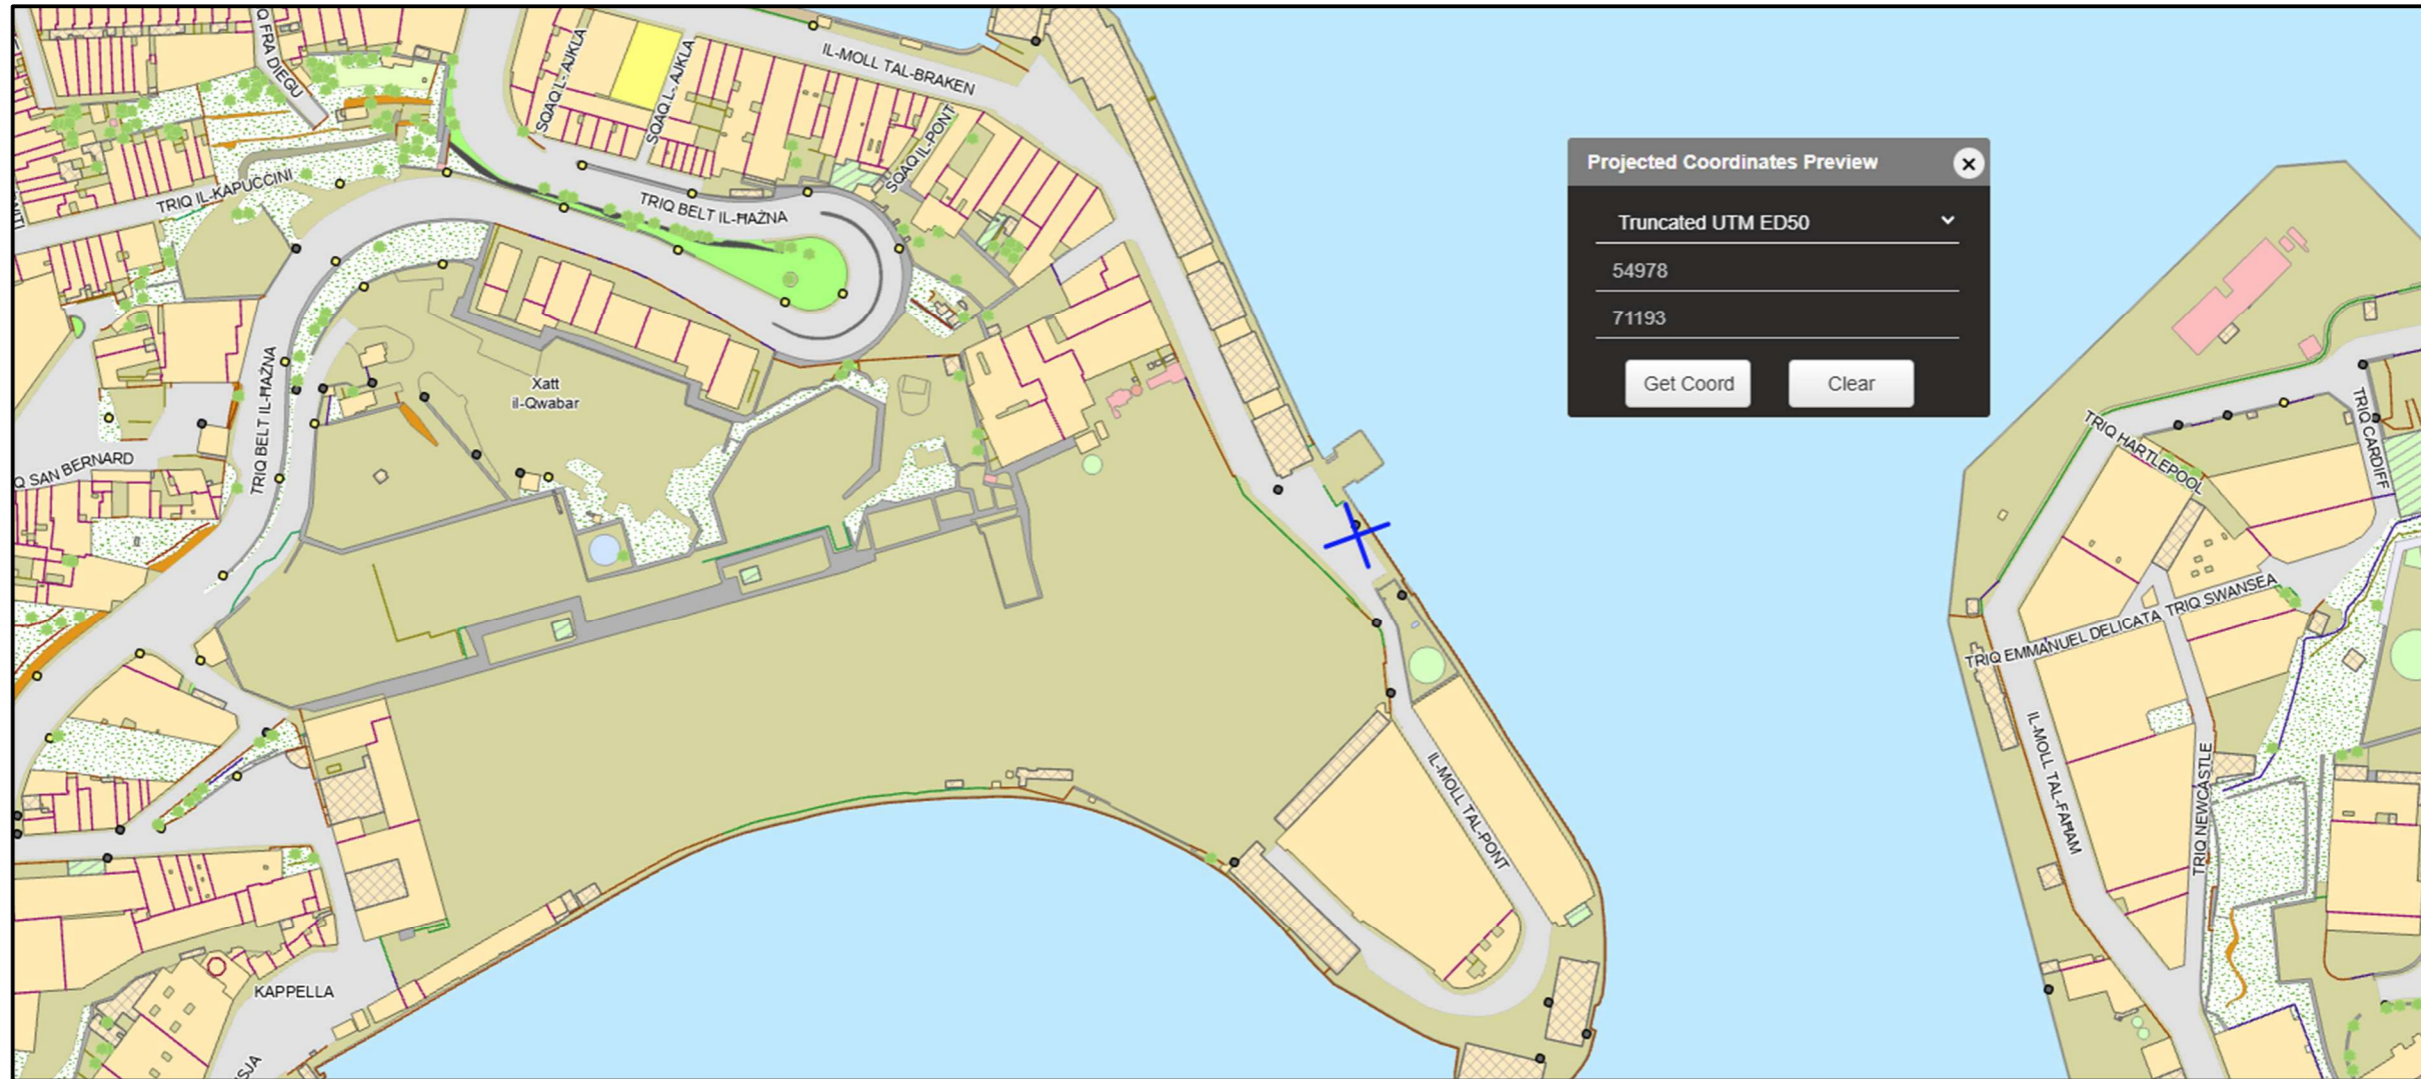 Q FRA DIEGU
SQAQ L- AJKLA
SQAQ L- AJKLA
IL-MOLL TAL-BRAKEN
SQAQ IL-PONT
TRIQ IL-KAPUCCINI
TRIQ BELT IL-ĦAŻNA
Projected Coordinates Preview
Truncated UTM ED50
54978
71193
Get Coord
Clear
Xatt
il-Qwabar
TRIQ BELT IL-ĦAŻNA
Q SAN BERNARD
TRIQ HARTLEPOOL
TRIQ CARDIFF
TRIQ EMMANUEL DELICATA
TRIQ SWANSEA
IL-MOLL TAL-FAĦAM
TRIQ NEWCASTLE
IL-MOLL TAL-PONT
KAPPELLA
SJA